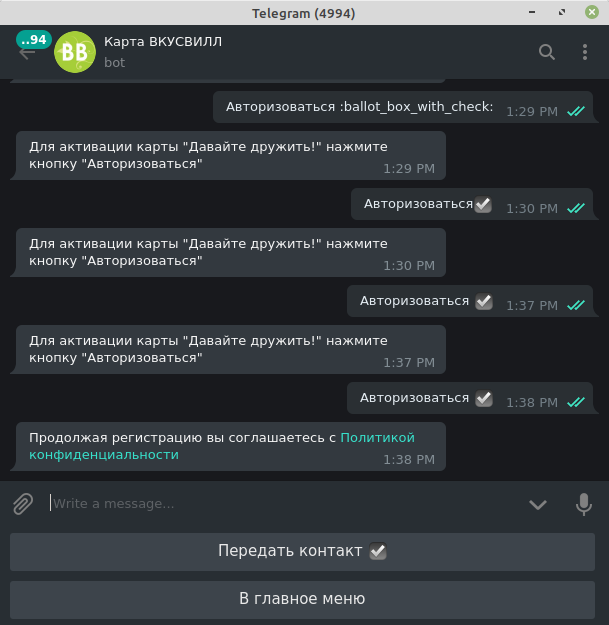 Telegram (4994)
..94
BB
Карта ВКУСВИЛЛ
bot
Авторизоваться :ballot_box_with_check:
1:29 PM
Для активации карты "Давайте дружить!" нажмите
кнопку "Авторизоваться"
1:29 PM
Авторизоваться☑
1:30 PM
Для активации карты "Давайте дружить!" нажмите
кнопку "Авторизоваться"
1:30 PM
Авторизоваться ☑
1:37 PM
Для активации карты "Давайте дружить!" нажмите
кнопку "Авторизоваться"
1:37 PM
Авторизоваться ☑
1:38 PM
Продолжая регистрацию вы соглашаетесь с Политикой
конфиденциальности
1:38 PM
Write a message...
Передать контакт ☑
В главное меню